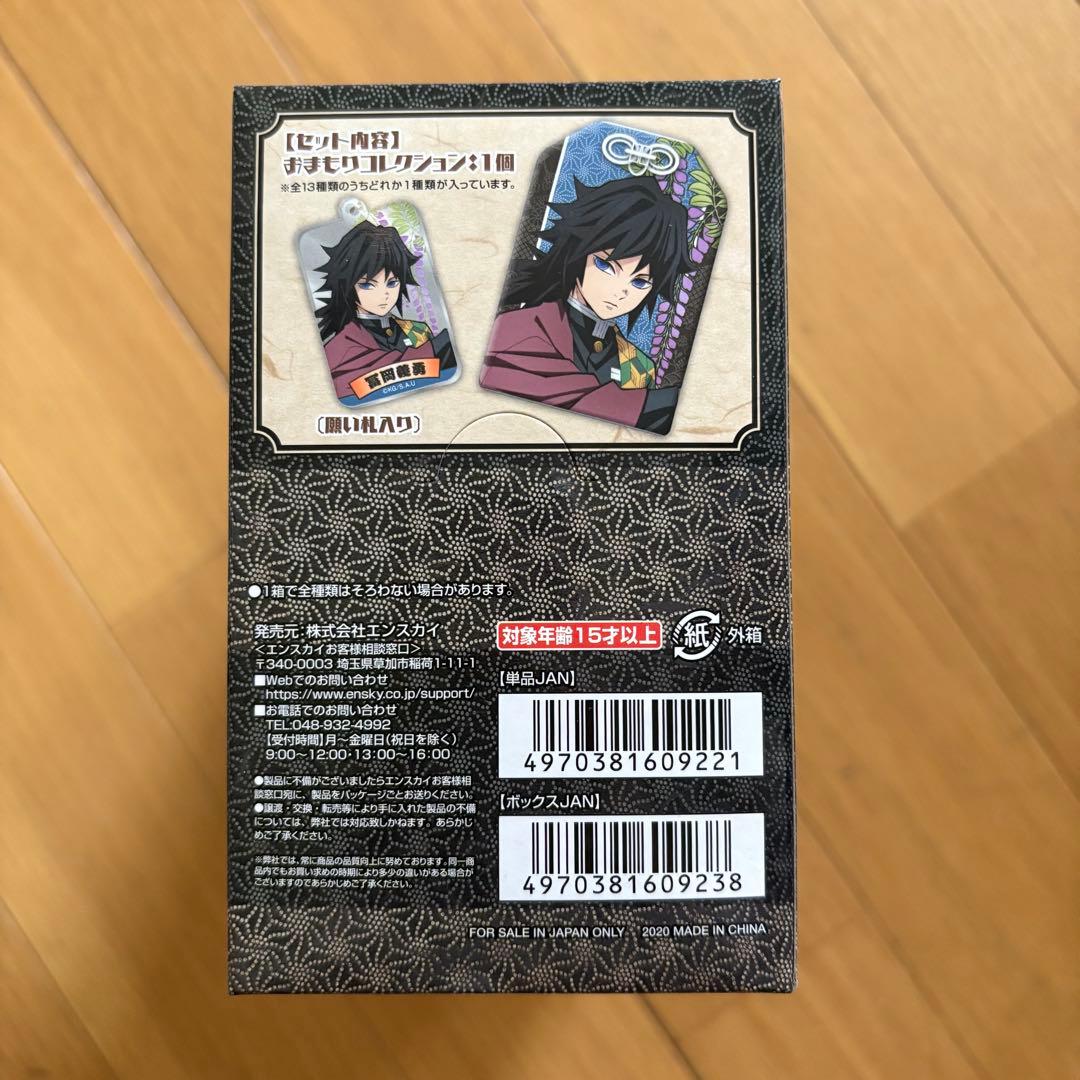 【セット内容】
おまもりコレクション:1個
※全13種類のうちどれか1種類が入っています。
冨岡義勇
©KG/S.A.U
〔願い札入り〕
●1箱で全種類はそろわない場合があります。
発売元:株式会社エンスカイ
<エンスカイお客様相談窓口>
〒340-0003 埼玉県草加市稲荷1-11-1
■Webでのお問い合わせ
https://www.ensky.co.jp/support/
■お電話でのお問い合わせ
TEL:048-932-4992
【受付時間】月〜金曜日(祝日を除く)
9:00〜12:00・13:00〜16:00
●製品に不備がございましたらエンスカイお客様相
談窓口宛に、製品をパッケージごとお送りください。
●譲渡・交換・転売等により手に入れた製品の不備
については、弊社では対応致しかねます。あらかじ
めご了承ください。
※弊社では、常に商品の品質向上に努めております。同一商
品内でもお買い求めの時期により多少の違いがある場合が
ございますのであらかじめご了承ください。
対象年齢15才以上
紙 外箱
【単品JAN】
4970381609221
【ボックスJAN】
4970381609238
FOR SALE IN JAPAN ONLY 2020 MADE IN CHINA